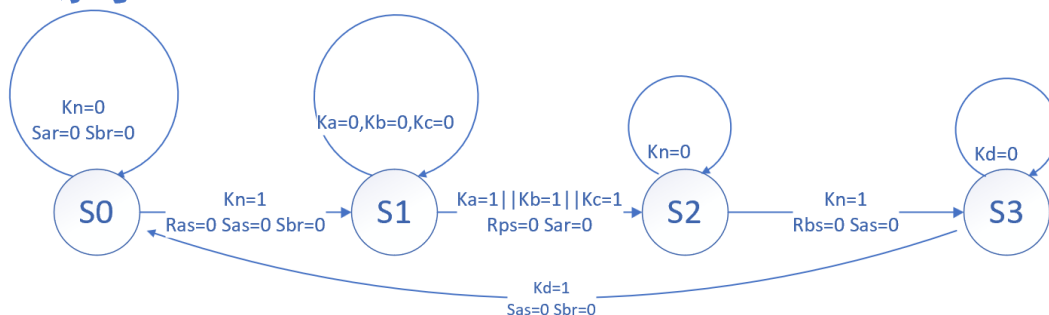 Kn=0
Sar=0 Sbr=0
S0
Kn=1
Ras=0 Sas=0 Sbr=0
Ka=0,Kb=0,Kc=0
S1
Ka=1||Kb=1||Kc=1
Rps=0 Sar=0
Kn=0
S2
Kn=1
Rbs=0 Sas=0
Kd=0
S3
Kd=1
Sas=0 Sbr=0